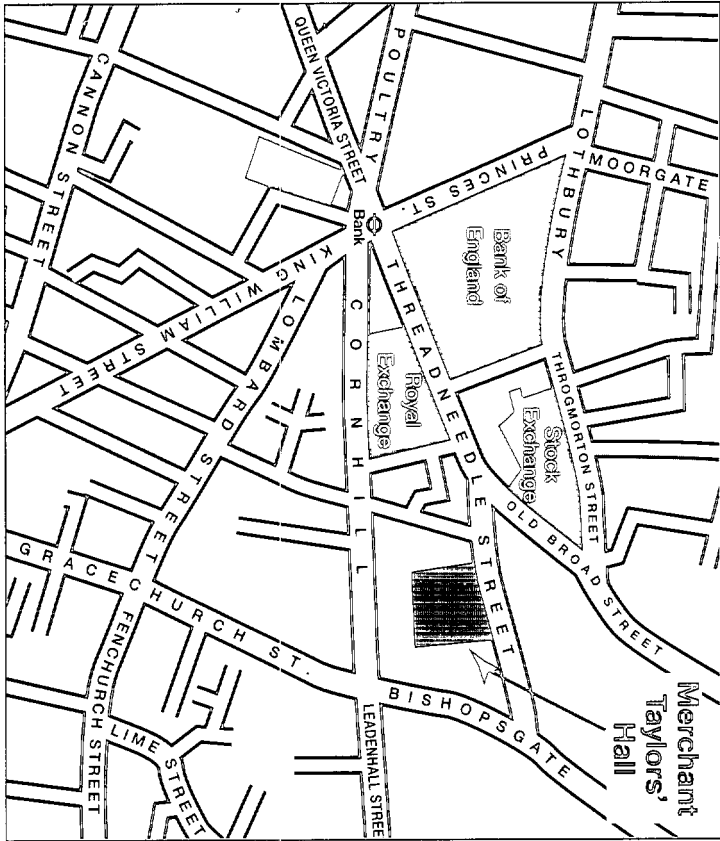 Merchant
Taylors'
Hall
MOORGATE
LOTHBURY
THROGMORTON STREET
OLD BROAD STREET
PRINCES ST.
Bank of
England
Stock
Exchange
POULTRY
QUEEN VICTORIA STREET
Bank
THREADNEEDLE STREET
Royal
Exchange
CORNHILL
BISHOPSGATE
LEADENHALL STREE
KING WILLIAM STREET
LOMBARD STREET
CANNON STREET
GRACECHURCH ST.
FENCHURCH STREET
LIME STREET